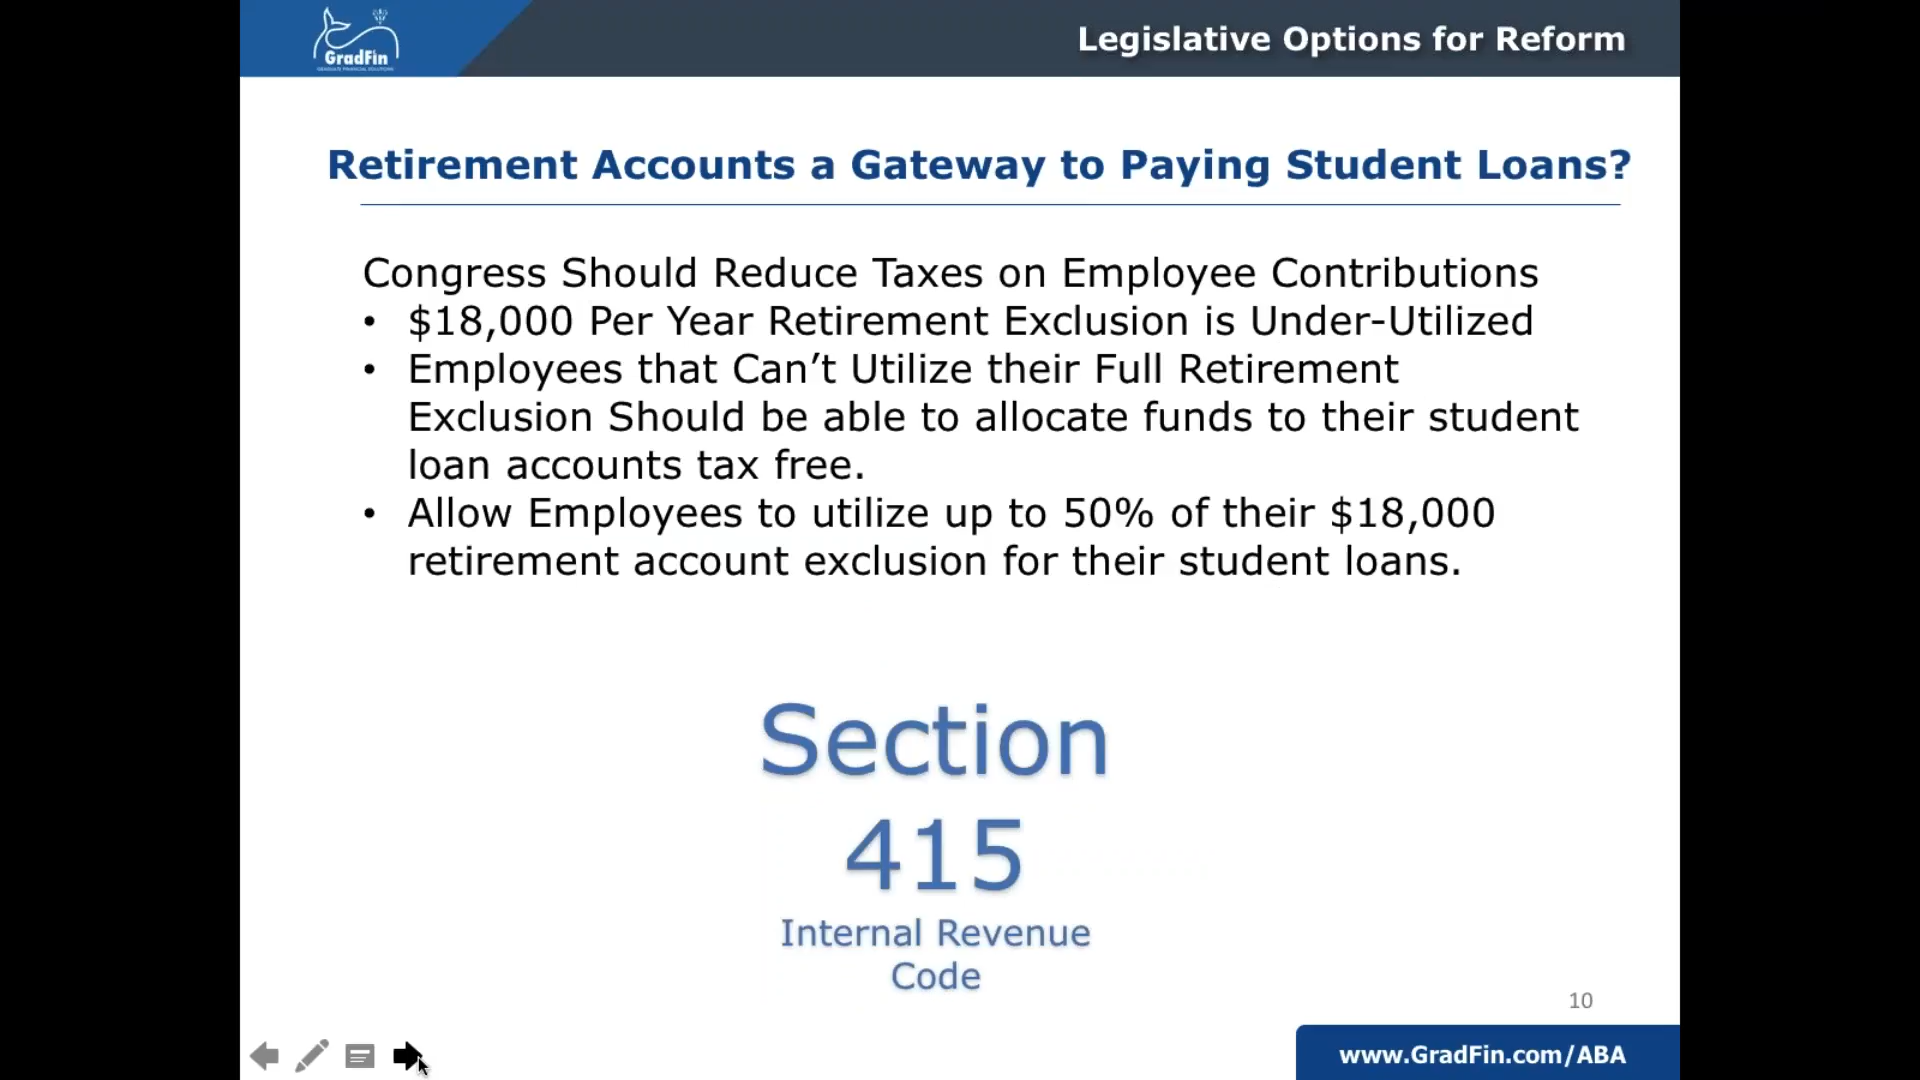 GradFin
Legislative Options for Reform
Retirement Accounts a Gateway to Paying Student Loans?
Congress Should Reduce Taxes on Employee Contributions
• $18,000 Per Year Retirement Exclusion is Under-Utilized
• Employees that Can’t Utilize their Full Retirement
Exclusion Should be able to allocate funds to their student
loan accounts tax free.
• Allow Employees to utilize up to 50% of their $18,000
retirement account exclusion for their student loans.
Section
415
Internal Revenue
Code
10
www.GradFin.com/ABA